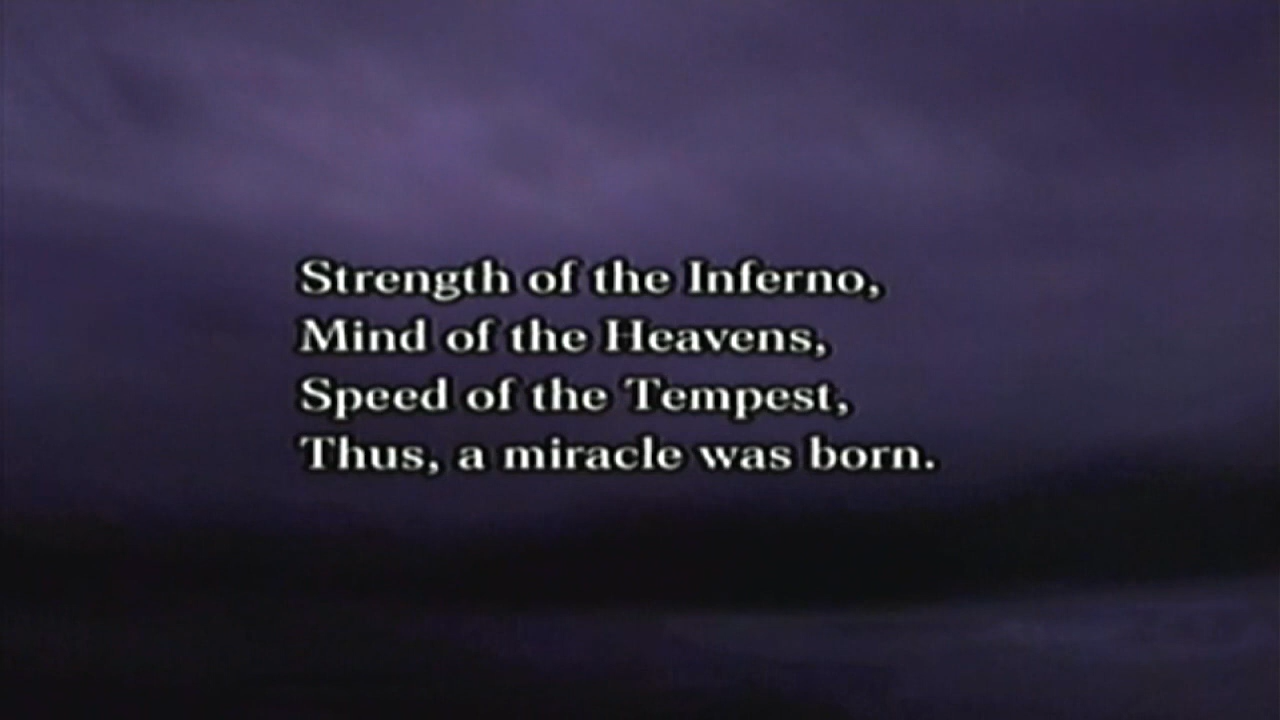 Strength of the Inferno,
Mind of the Heavens,
Speed of the Tempest,
Thus, a miracle was born.